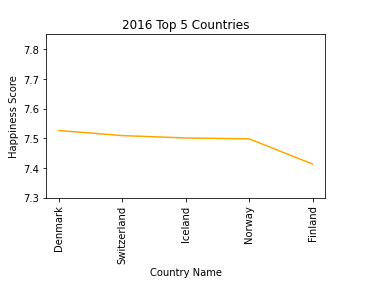 2016 Top 5 Countries
Happiness Score
7.8
7.7
7.6
7.5
7.4
7.3
Denmark
Switzerland
Iceland
Norway
Finland
Country Name